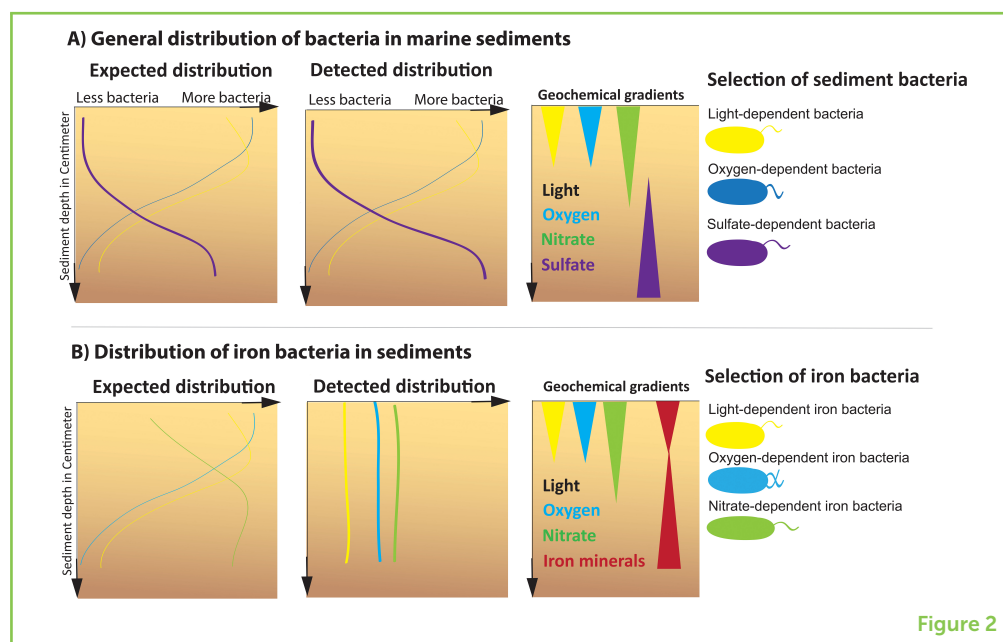 A) General distribution of bacteria in marine sediments
Expected distribution
Detected distribution
Less bacteria
More bacteria
Less bacteria
More bacteria
Geochemical gradients
Selection of sediment bacteria
Sediment depth in Centimeter
Light
Oxygen
Nitrate
Sulfate
Light-dependent bacteria
Oxygen-dependent bacteria
Sulfate-dependent bacteria
B) Distribution of iron bacteria in sediments
Expected distribution
Detected distribution
Geochemical gradients
Selection of iron bacteria
Sediment depth in Centimeter
Light
Oxygen
Nitrate
Iron minerals
Light-dependent iron bacteria
Oxygen-dependent iron bacteria
Nitrate-dependent iron bacteria
Figure 2